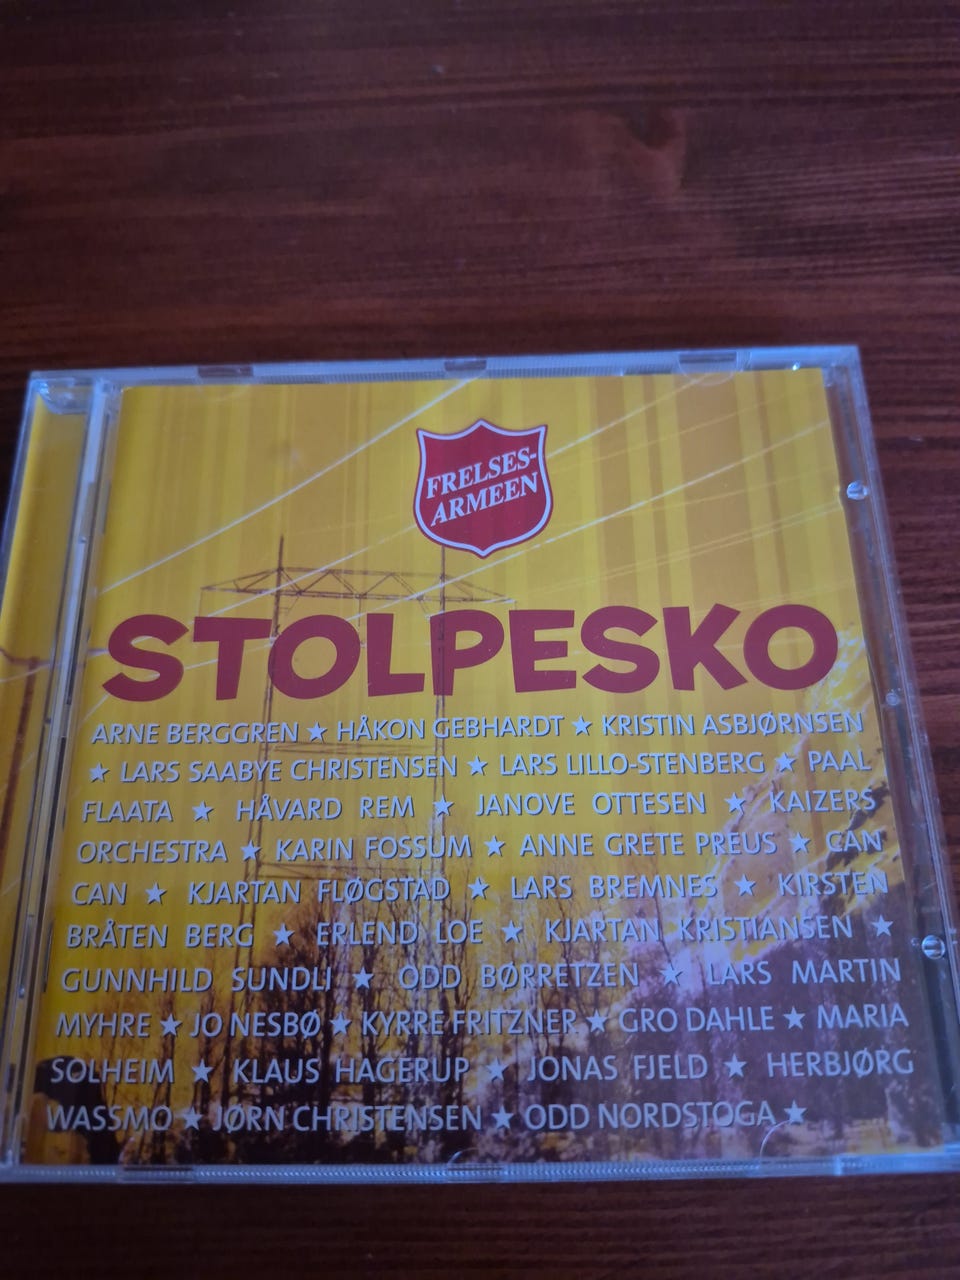 FRELSES-
ARMEEN
STOLPESKO
ARNE BERGGREN ★ HÅKON GEBHARDT ★ KRISTIN ASBJØRNSEN
★ LARS SAABYE CHRISTENSEN ★ LARS LILLO-STENBERG ★ PAAL
FLAATA ★ HÅVARD REM ★ JANOVE OTTESEN ★ KAIZERS
ORCHESTRA ★ KARIN FOSSUM ★ ANNE GRETE PREUS ★ CAN
CAN ★ KJARTAN FLØGSTAD ★ LARS BREMNES ★ KIRSTEN
BRÅTEN BERG ★ ERLEND LOE ★ KJARTAN KRISTIANSEN ★
GUNNHILD SUNDLI ★ ODD BØRRETZEN ★ LARS MARTIN
MYHRE ★ JO NESBØ ★ KYRRE FRITZNER ★ GRO DAHLE ★ MARIA
SOLHEIM ★ KLAUS HAGERUP ★ JONAS FJELD ★ HERBJØRG
WASSMO ★ JØRN CHRISTENSEN ★ ODD NORDSTOGA ★